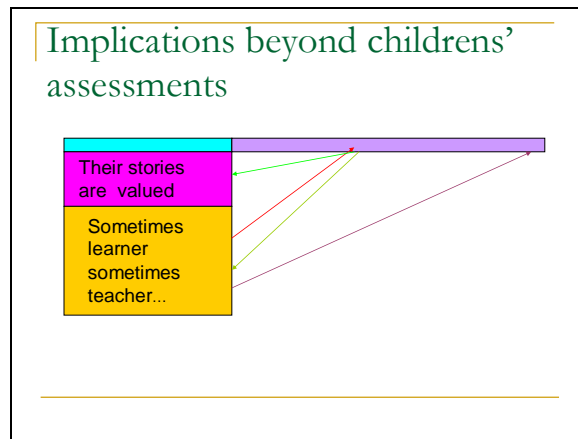 Implications beyond childrens’
assessments
Their stories
are valued
Sometimes
learner
sometimes
teacher...